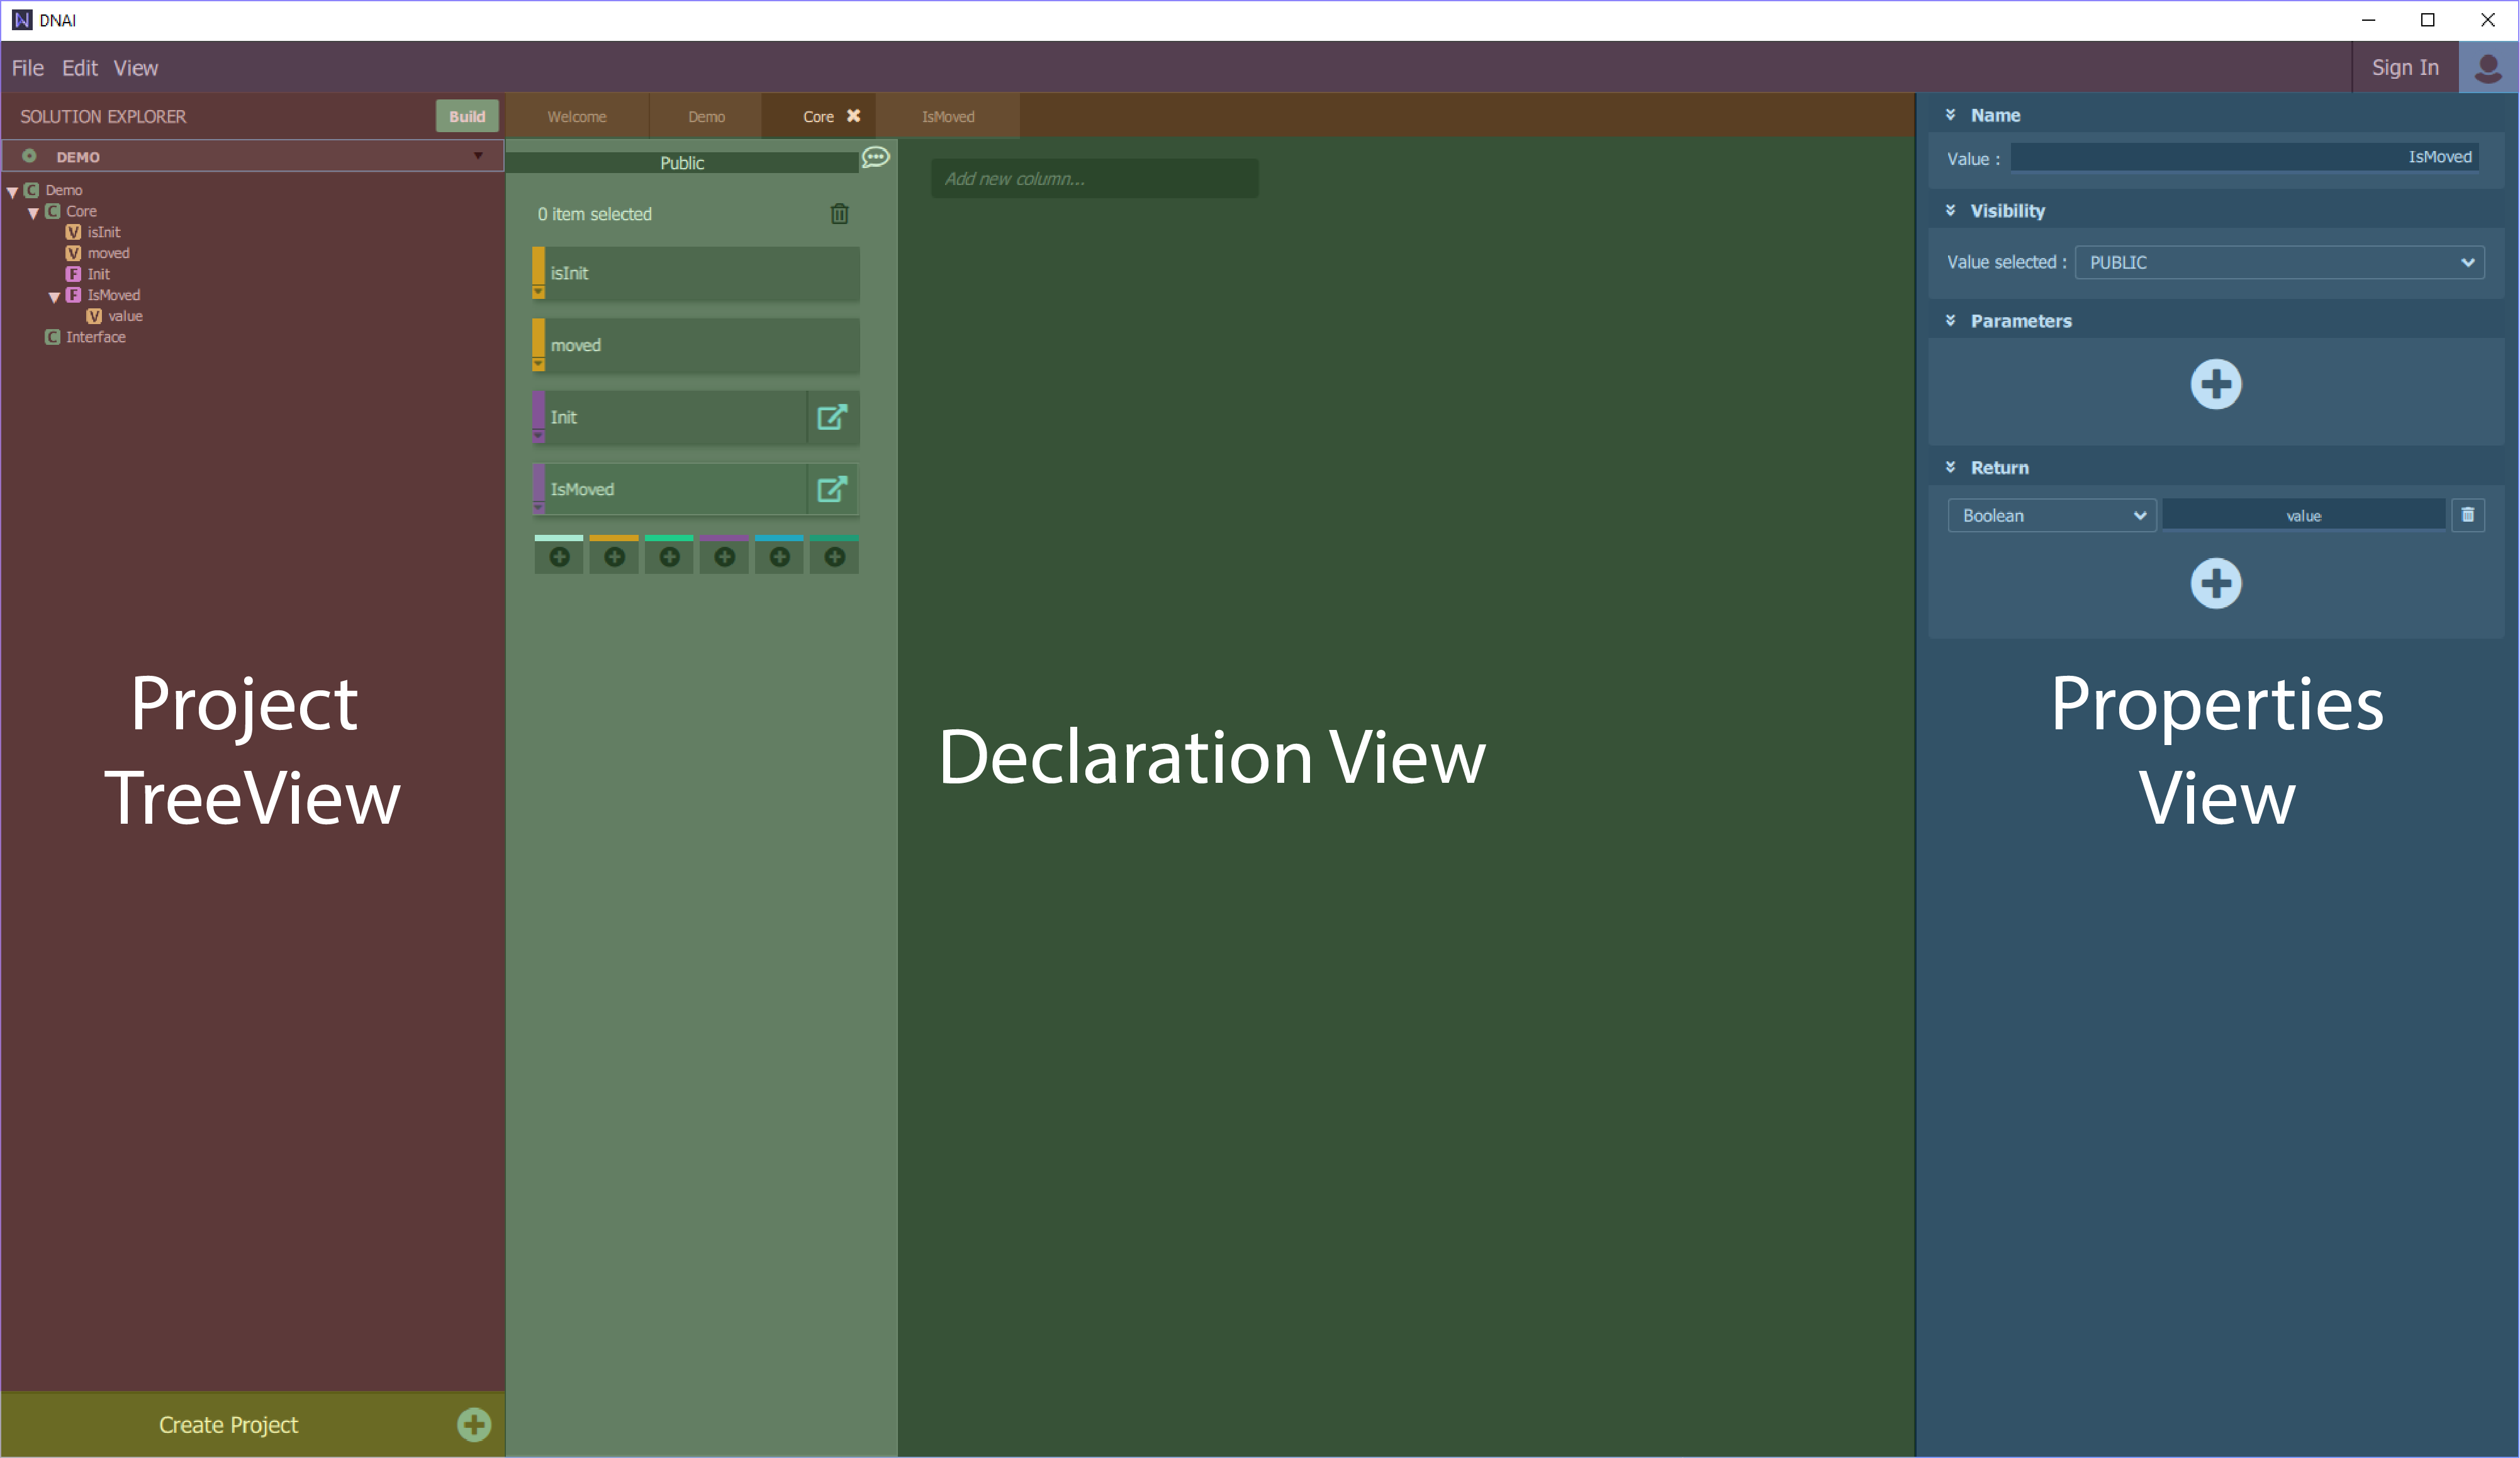 DNAI
File Edit View
Sign In
SOLUTION EXPLORER
Build
DEMO
C Demo
C Core
V isInit
V moved
F Init
F IsMoved
V value
C Interface
Project
TreeView
Create Project
Welcome Demo Core IsMoved
Public
0 item selected
isInit
moved
Init
IsMoved
Add new column...
Declaration View
Name
Value : IsMoved
Visibility
Value selected : PUBLIC
Parameters
Return
Boolean value
Properties
View